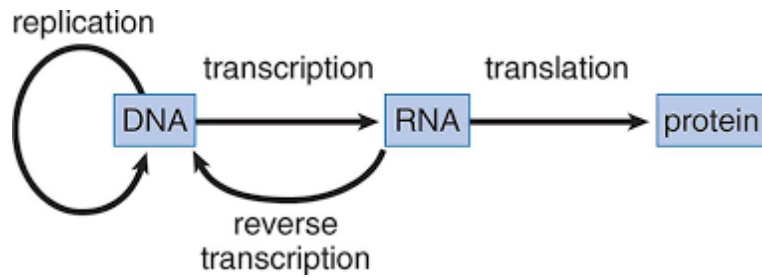 replication
transcription
translation
DNA
RNA
protein
reverse
transcription